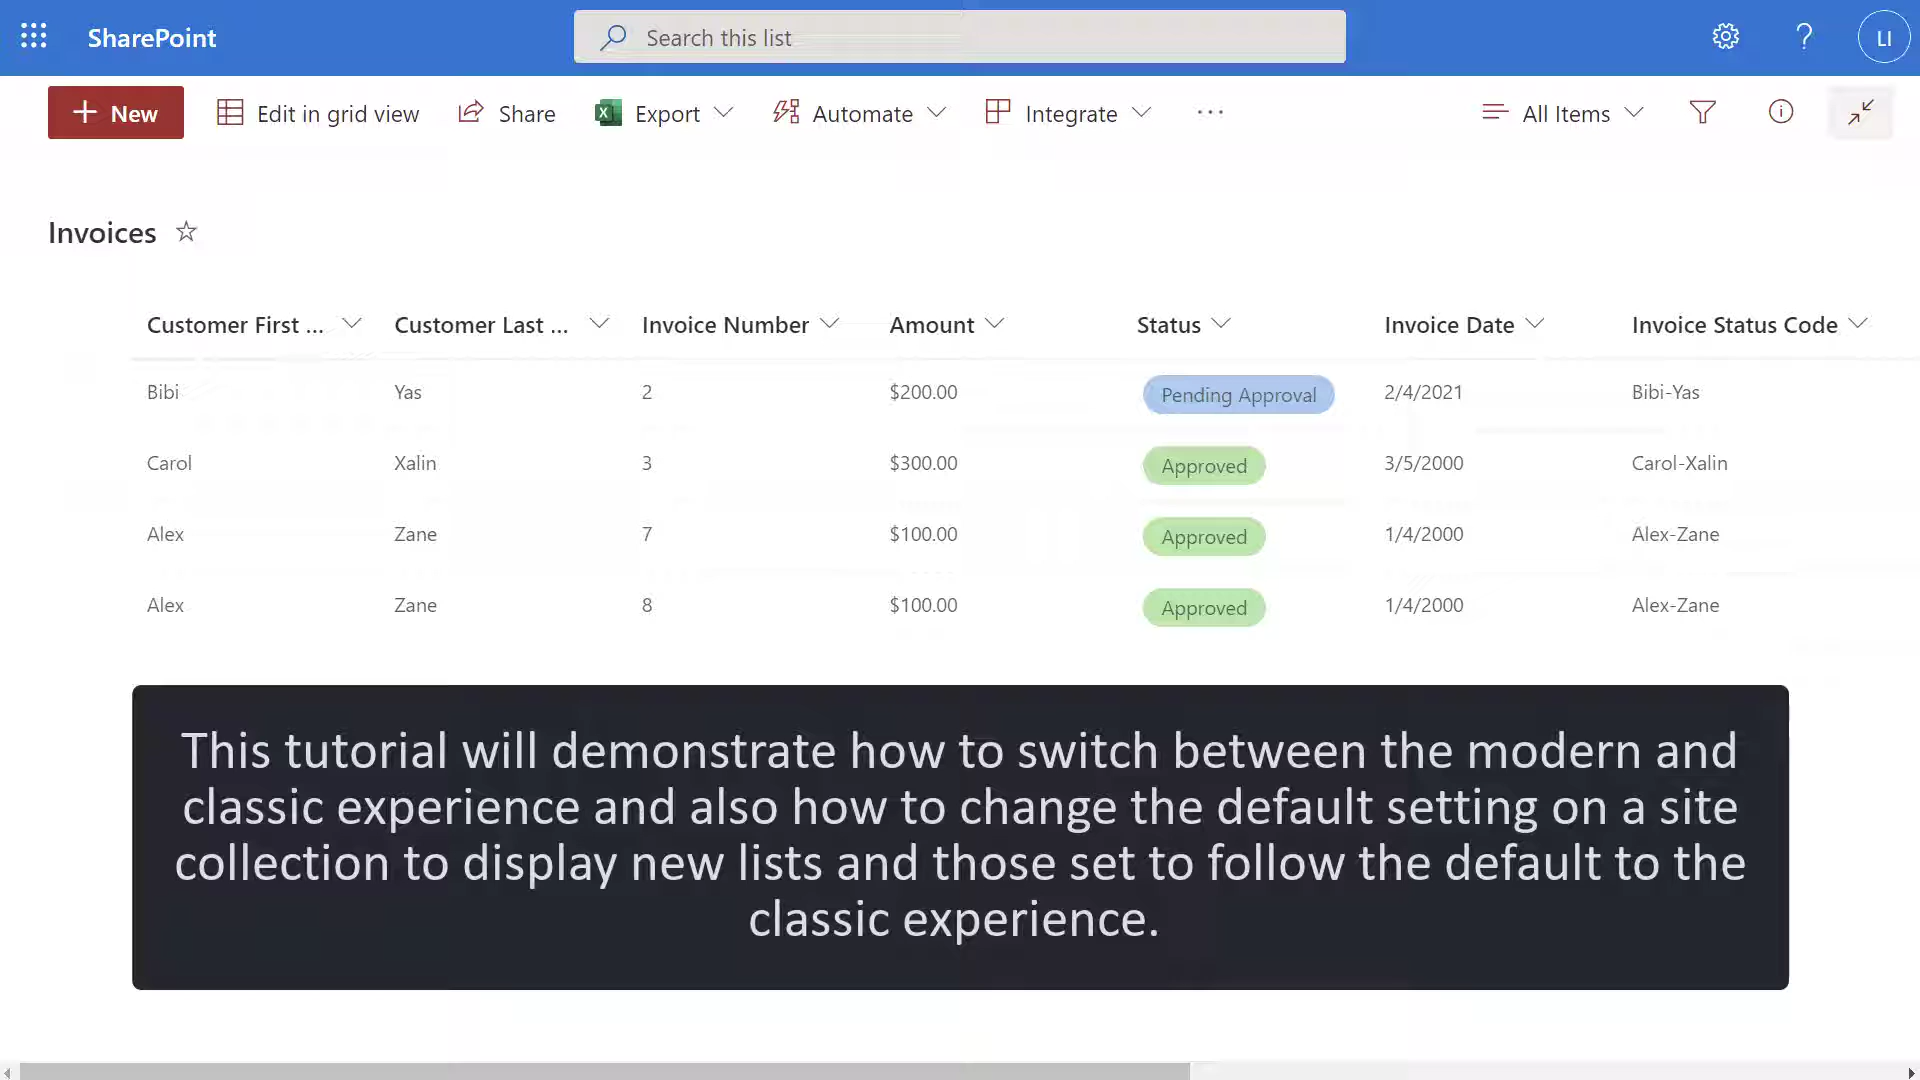 SharePoint
Search this list
LI
New
Edit in grid view
Share
Export
Automate
Integrate
All Items
Invoices
Customer First ... Customer Last ... Invoice Number Amount Status Invoice Date Invoice Status Code
Bibi Yas 2 $200.00 Pending Approval 2/4/2021 Bibi-Yas
Carol Xalin 3 $300.00 Approved 3/5/2000 Carol-Xalin
Alex Zane 7 $100.00 Approved 1/4/2000 Alex-Zane
Alex Zane 8 $100.00 Approved 1/4/2000 Alex-Zane
This tutorial will demonstrate how to switch between the modern and
classic experience and also how to change the default setting on a site
collection to display new lists and those set to follow the default to the
classic experience.